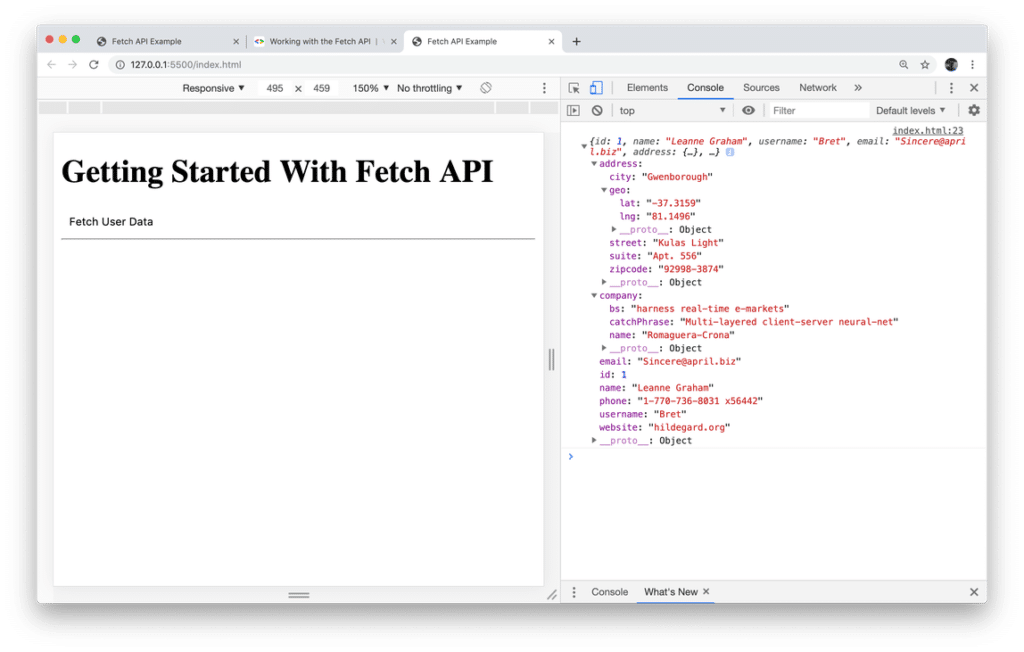 Fetch API Example
Working with the Fetch API
Fetch API Example
127.0.0.1:5500/index.html
Responsive ▼ 495 x 459 150% ▼ No throttling ▼
Elements Console Sources Network »
top ▼ Filter Default levels ▼
Getting Started With Fetch API
Fetch User Data
index.html:23
{id: 1, name: "Leanne Graham", username: "Bret", email: "Sincere@apri
l.biz", address: {…}, …}
address:
city: "Gwenborough"
geo:
lat: "-37.3159"
lng: "81.1496"
__proto__: Object
street: "Kulas Light"
suite: "Apt. 556"
zipcode: "92998-3874"
__proto__: Object
company:
bs: "harness real-time e-markets"
catchPhrase: "Multi-layered client-server neural-net"
name: "Romaguera-Crona"
__proto__: Object
email: "Sincere@april.biz"
id: 1
name: "Leanne Graham"
phone: "1-770-736-8031 x56442"
username: "Bret"
website: "hildegard.org"
__proto__: Object
Console What's New